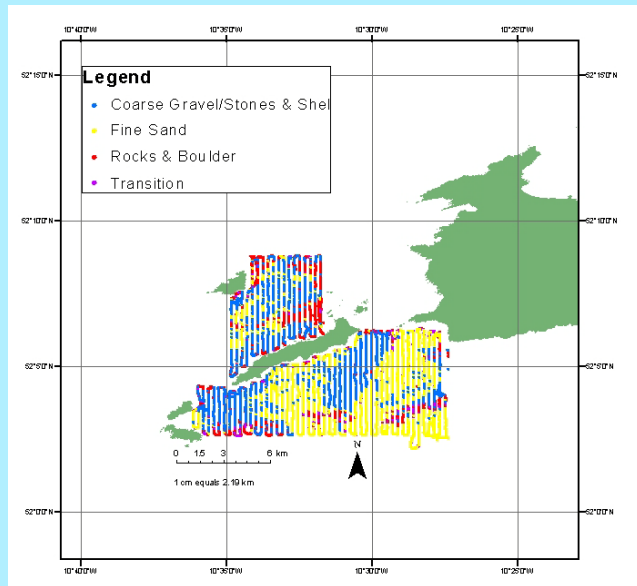 10°40'0"W 10°35'0"W 10°30'0"W 10°25'0"W
52°15'0"N 52°15'0"N
Legend
Coarse Gravel/Stones & Shel
Fine Sand
Rocks & Boulder
Transition
52°10'0"N 52°10'0"N
52°5'0"N 52°5'0"N
N
0 1.5 3 6 km
1 cm equals 2.19 km
52°0'0"N 52°0'0"N
10°40'0"W 10°35'0"W 10°30'0"W 10°25'0"W